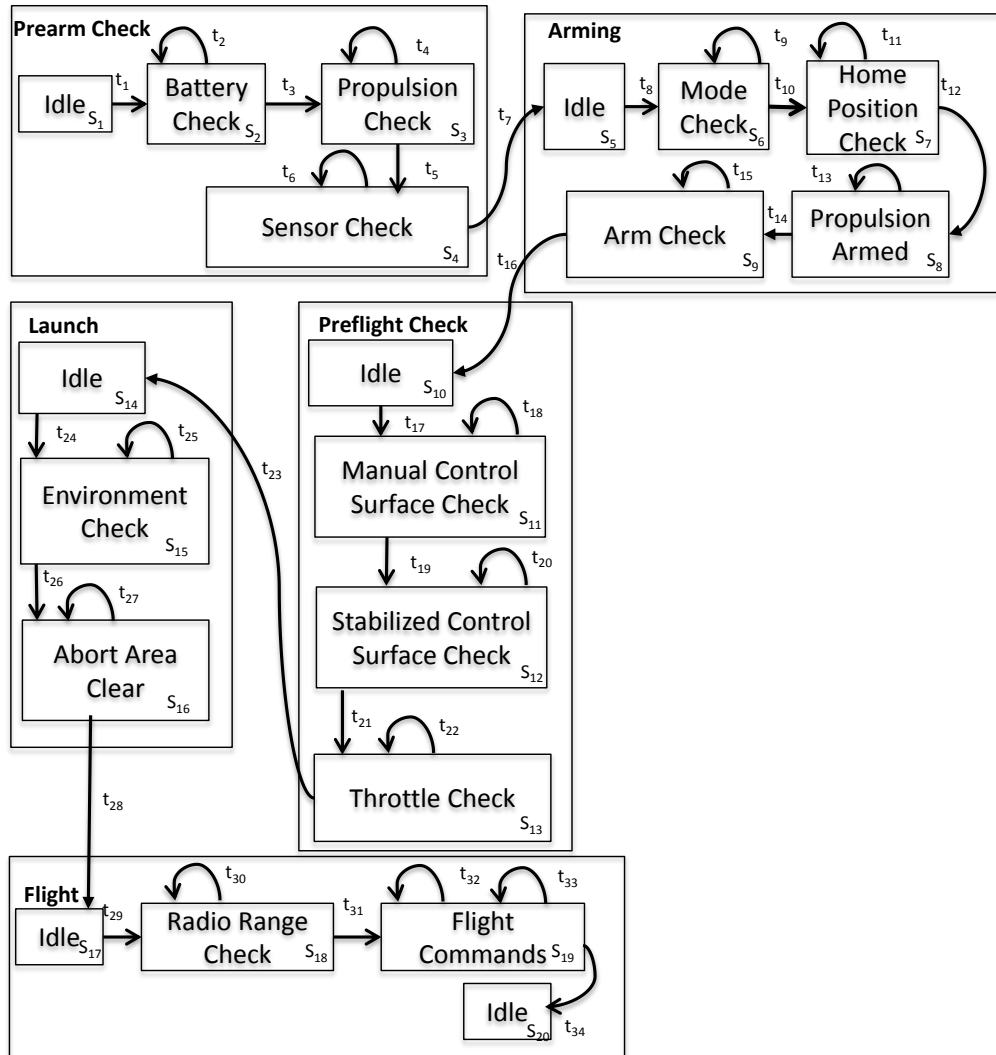 Prearm Check
t1
t2
t3
t4
Idle
S1
Battery
Check
S2
Propulsion
Check
S3
t5
t6
Sensor Check
S4
t7
Arming
Idle
S5
t8
t9
Mode
Check
S6
t10
t11
Home
Position
Check
S7
t12
t13
Propulsion
Armed
S8
t14
t15
Arm Check
S9
t16
Preflight Check
Idle
S10
t17
t18
Manual Control
Surface Check
S11
t19
t20
Stabilized Control
Surface Check
S12
t21
t22
Throttle Check
S13
t23
Launch
Idle
S14
t24
t25
Environment
Check
S15
t26
t27
Abort Area
Clear
S16
t28
Flight
Idle
S17
t29
t30
Radio Range
Check
S18
t31
t32
t33
Flight
Commands
S19
t34
Idle
S20